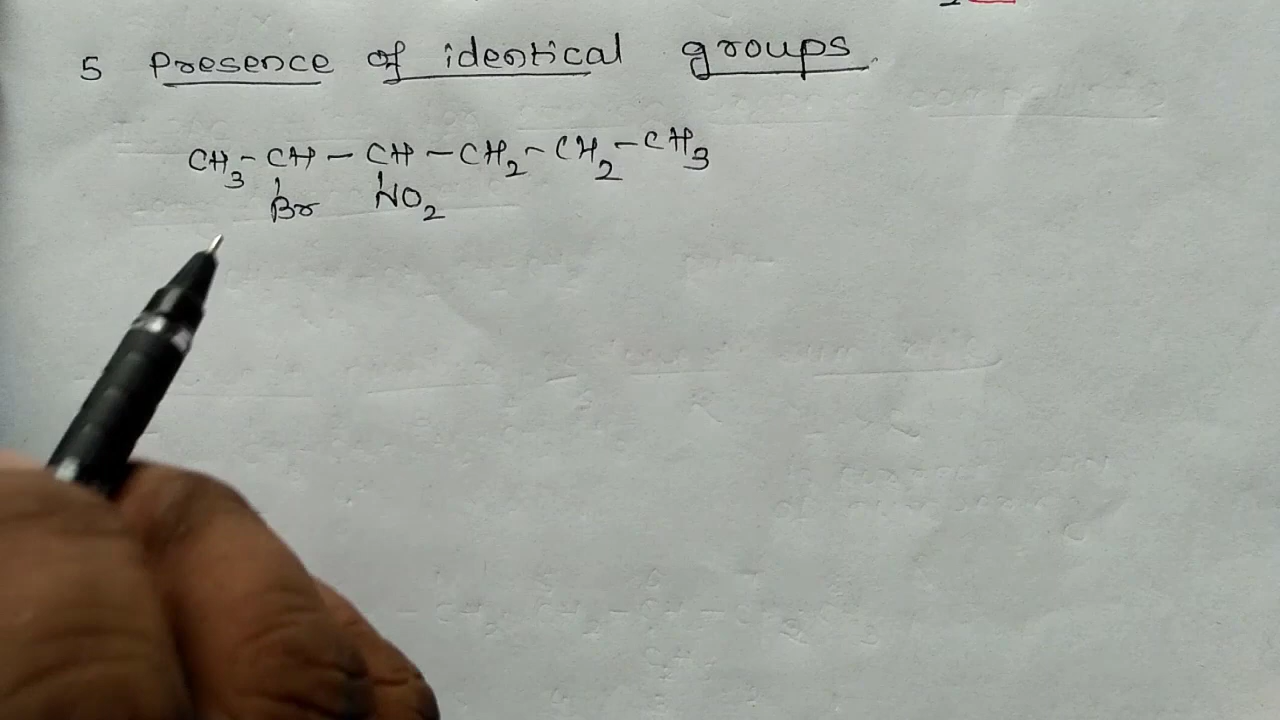 5 Presence of identical groups.
CH3 - CH - CH - CH2 - CH2 - CH3
Br NO2